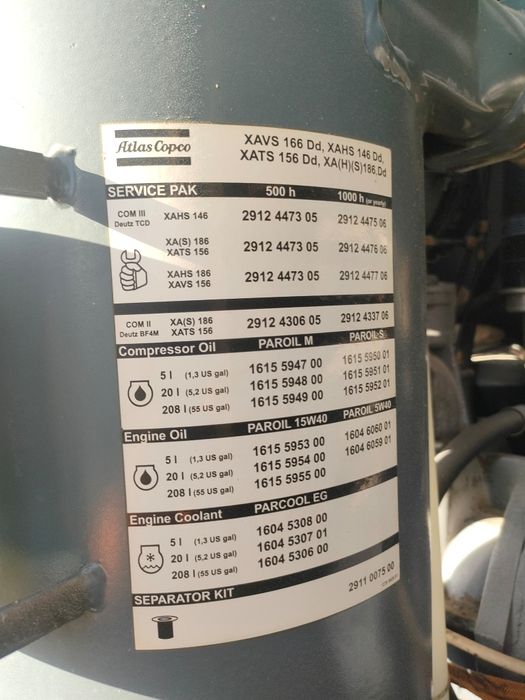 Atlas Copco
XAVS 166 Dd, XAHS 146 Dd,
XATS 156 Dd, XA(H)(S)186 Dd
SERVICE PAK 500 h 1000 h (or yearly)
COM III
Deutz TCD
XAHS 146 2912 4473 05 2912 4475 06
XA(S) 186
XATS 156
2912 4473 05 2912 4476 06
XAHS 186
XAVS 156
2912 4473 05 2912 4477 06
COM II
Deutz BF4M
XA(S) 186
XATS 156
2912 4306 05 2912 4337 06
Compressor Oil PAROIL M PAROIL S
5 l (1,3 US gal) 1615 5947 00 1615 5950 01
20 l (5,2 US gal) 1615 5948 00 1615 5951 01
208 l (55 US gal) 1615 5949 00 1615 5952 01
Engine Oil PAROIL 15W40 PAROIL 5W40
5 l (1,3 US gal) 1615 5953 00 1604 6060 01
20 l (5,2 US gal) 1615 5954 00 1604 6059 01
208 l (55 US gal) 1615 5955 00
Engine Coolant PARCOOL EG
5 l (1,3 US gal) 1604 5308 00
20 l (5,2 US gal) 1604 5307 01
208 l (55 US gal) 1604 5306 00
SEPARATOR KIT 2911 0075 00